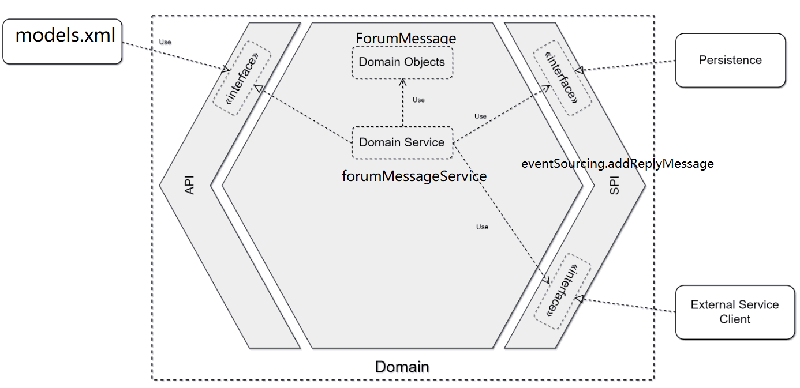 models.xml
ForumMessage
Persistence
Use
«interface»
Domain Objects
«interface»
Use
Use
Domain Service
eventSourcing.addReplyMessage
forumMessageService
API
SPI
Use
«interface»
External Service
Client
Domain